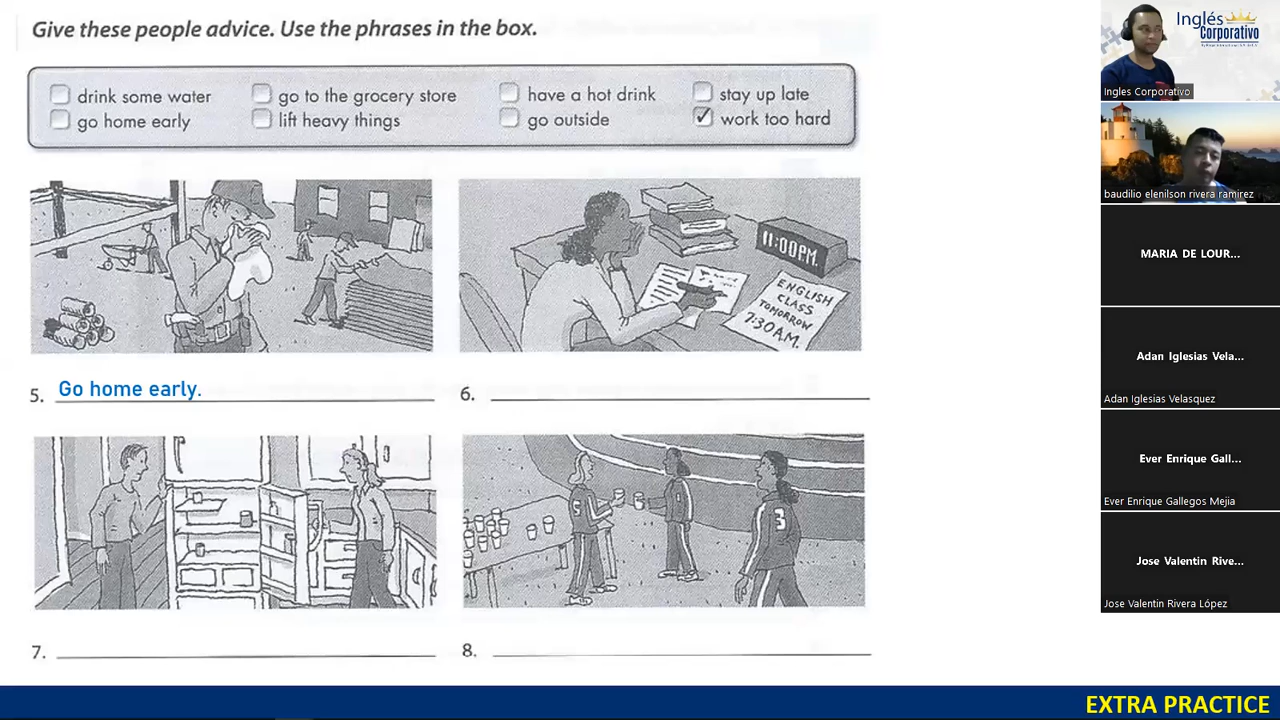 Give these people advice. Use the phrases in the box.
drink some water
go to the grocery store
have a hot drink
stay up late
go home early
lift heavy things
go outside
work too hard
11:00 P.M.
ENGLISH
CLASS
TOMORROW
7:30 A.M.
5. Go home early.
6.
5
3
7.
8.
EXTRA PRACTICE
Inglés
Corporativo
Ingles Corporativo
baudilio elenilson rivera ramirez
MARIA DE LOUR...
Adan Iglesias Vela...
Adan Iglesias Velasquez
Ever Enrique Gall...
Ever Enrique Gallegos Mejia
Jose Valentin Rive...
Jose Valentin Rivera López